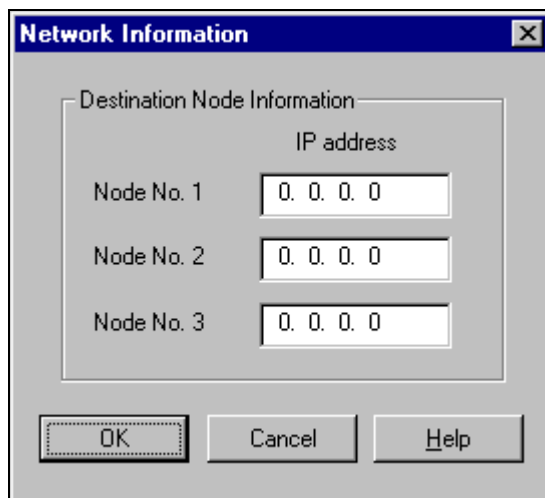 Network Information
Destination Node Information
IP address
Node No. 1 0. 0. 0. 0
Node No. 2 0. 0. 0. 0
Node No. 3 0. 0. 0. 0
OK Cancel Help